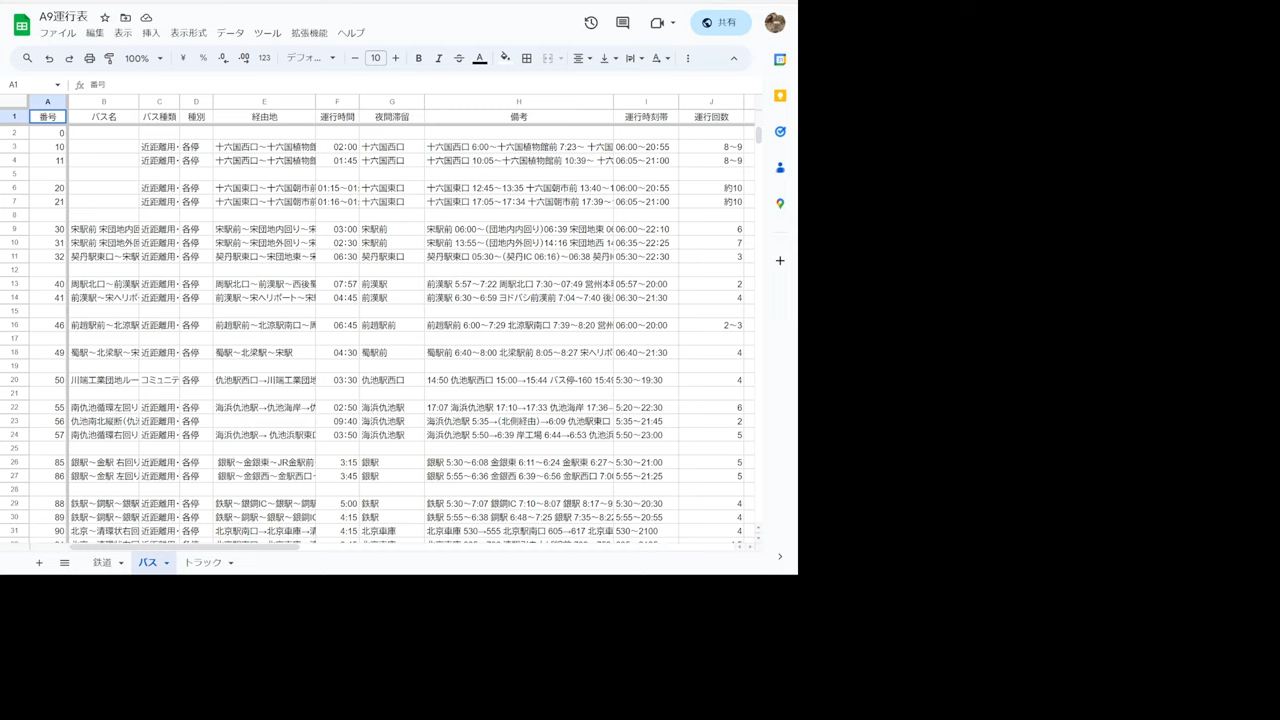 A9運行表
ファイル 編集 表示 挿入 表示形式 データ ツール 拡張機能 ヘルプ
共有
100% ¥ % .0 .00 123 デフォ... 10 B I A
A1 fx 番号
A B C D E F G H I J
1 番号 バス名 バス種類 種別 経由地 運行時間 夜間滞留 備考 運行時刻帯 運行回数
2 0
3 10 近距離用・各停 十六国西口～十六国植物館 :00 十六国西口 十六国西口 6:00～十六国植物館前 7:23～ 十六国 06:00～20:55 8～9
4 11 近距離用・各停 十六国西口～十六国植物館 01:45 十六国西口 十六国西口 10:05～十六国植物館前 10:39～ 十六 06:05～21:00 8～9
5
6 20 近距離用・各停 十六国東口～十六国朝市前 01:15～01: 十六国東口 十六国東口 12:45～13:35 十六国朝市前 13:40～1 06:00～20:55 約10
7 21 近距離用・各停 十六国東口～十六国朝市前 01:16～01: 十六国東口 十六国東口 17:05～17:34 十六国朝市前 17:39～ 06:05～21:00 約10
8
9 30 宋駅前 宋団地内回 近距離用・各停 宋駅前～宋団地内回り～宋 03:00 宋駅前 宋駅前 06:00～(団地内内回り)06:39 宋団地東 06 06:00～22:10 6
10 31 宋駅前 宋団地外回 近距離用・各停 宋駅前～宋団地外回り～宋 02:30 宋駅前 宋駅前 13:55～(団地内外回り)14:16 宋団地西 14 06:35～22:25 7
11 32 契丹駅東口～宋駅 近距離用・各停 契丹駅東口～宋団地東～宋 06:30 契丹駅東口 契丹駅東口 05:30～(契丹IC 06:16)～06:38 契丹I 05:30～22:30 3
12
13 40 周駅北口～前漢駅 近距離用・各停 周駅北口～前漢駅～西後蜀 07:57 前漢駅 周駅北口 5:57～7:22 周駅北口 7:30～07:49 営州本 05:57～20:00 2
14 41 前漢駅～宋ヘリポ 近距離用・各停 前漢駅～宋ヘリポート～宋駅 04:45 前漢駅 前漢駅 6:30～6:59 ヨドバシ前漢前 7:04～7:40 後 06:30～21:30 4
15
16 46 前趙駅前～北涼駅 近距離用・各停 前趙駅前～北涼駅南口～周 06:45 前趙駅前 前趙駅前 6:00～7:29 北涼駅南口 7:39～8:20 営州 06:00～20:00 2～3
17
18 49 蜀駅～北梁駅～宋 近距離用・各停 蜀駅～北梁駅～宋駅 04:30 蜀駅前 蜀駅前 6:40～8:00 北梁駅前 8:05～8:27 宋ヘリポ 06:40～21:30 4
19
20 50 川端工業団地ルー コミュニテ 各停 仇池駅西口→川端工業団地 03:30 仇池駅西口 14:50 仇池駅西口 15:00→15:44 バス停-160 15:4 5:30～19:30 4
21
22 55 南仇池循環左回り 近距離用・各停 海浜仇池駅→仇池海岸→仇 02:50 海浜仇池駅 17:07 海浜仇池駅 17:10→17:33 仇池海岸 17:36→ 5:20～22:30 6
23 56 仇池南北縦断(仇池 近距離用・各停 09:40 海浜仇池駅 海浜仇池駅 5:35→(北側経由)→6:09 仇池駅東口 5:35～21:45 2
24 57 南仇池循環右回り 近距離用・各停 海浜仇池駅→ 仇池浜駅東口 03:50 海浜仇池駅 海浜仇池駅 5:50→6:39 岸工場 6:44→6:53 仇池浜 5:50～23:00 5
25
26 85 銀駅～金駅 右回り 近距離用・各停 銀駅～金銀東～JR金駅前 3:15 銀駅 銀駅 5:30～6:08 金銀東 6:11～6:24 金駅東 6:27～ 5:30～21:00 5
27 86 銀駅～金駅 左回り 近距離用・各停 銀駅～金銀西～金駅西口 3:45 銀駅 銀駅 5:55～6:36 金銀西 6:39～6:56 金駅西口 7:00 5:55～21:25 5
28
29 88 鉄駅～銅駅～銀駅 近距離用・各停 鉄駅～銀銅IC～銀駅～銅駅 5:00 鉄駅 鉄駅 5:30～7:07 銀銅IC 7:10～8:07 銀駅 8:17～9 5:30～20:30 4
30 89 鉄駅～銅駅～銀駅 近距離用・各停 鉄駅～銅駅～銀駅～銀銅IC 4:15 鉄駅 鉄駅 5:55～6:38 銅駅 6:48～7:25 銀駅 7:35～8:22 5:55～20:55 4
31 90 北京～清環状右回 近距離用・各停 北京駅南口→北京車庫→清 4:15 北京車庫 北京車庫 530→555 北京駅南口 605→617 北京車 530～2100 4
鉄道 バス トラック